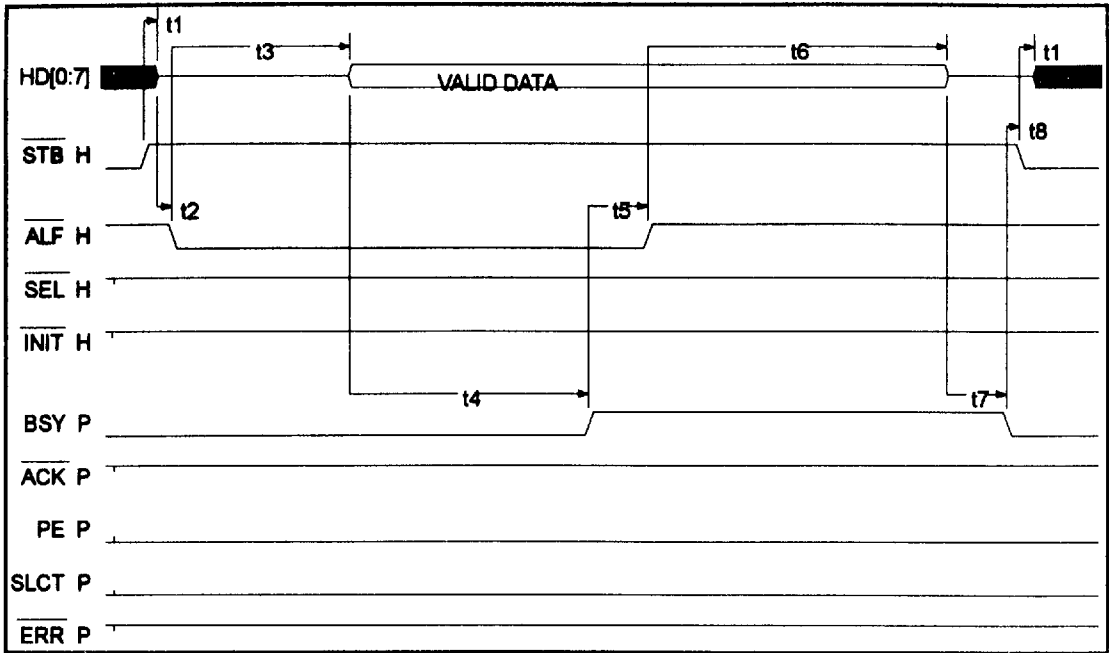 t1
t3
t6
t1
HD[0:7]
VALID DATA
t8
STB H
t2
t5
ALF H
SEL H
INIT H
t4
t7
BSY P
ACK P
PE P
SLCT P
ERR P